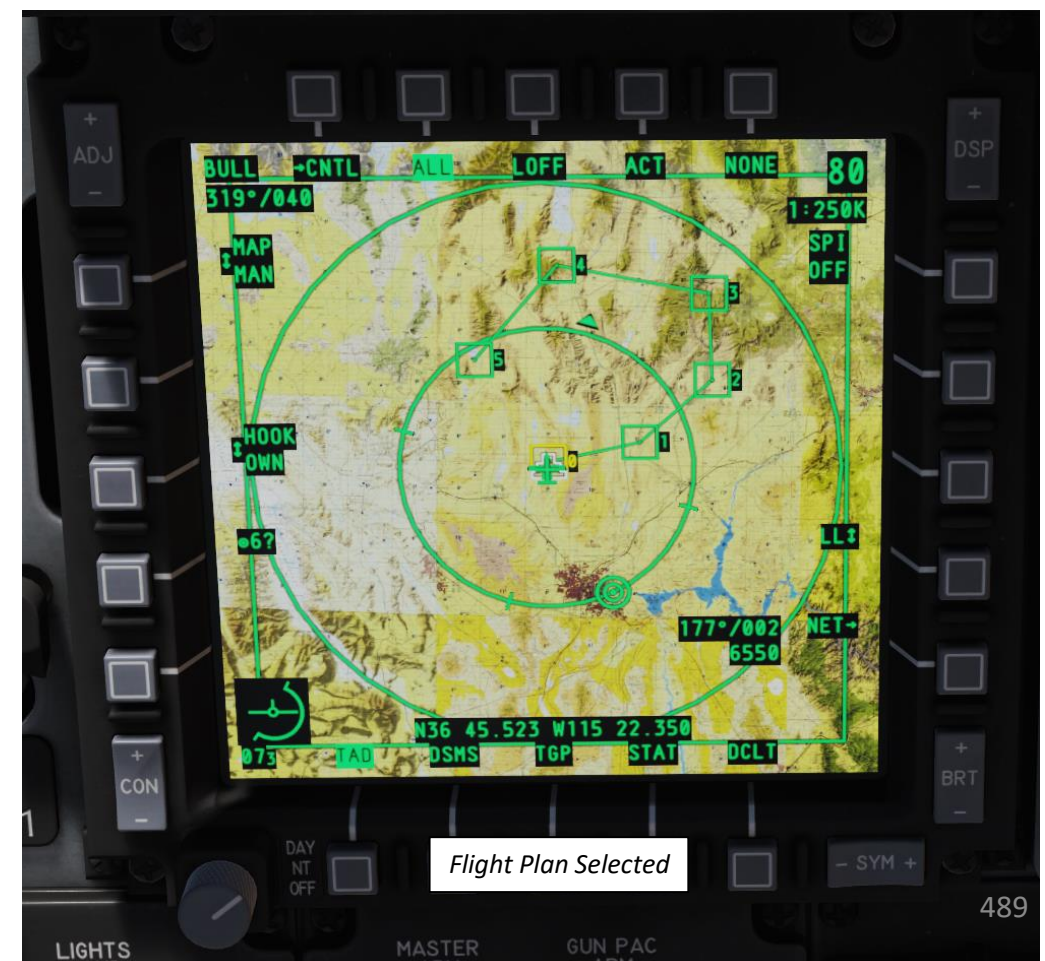 +
ADJ
-
+
DSP
-
BULL →CNTL ALL LOFF ACT NONE 80
319°/040
1:250K
↕MAP
MAN
SPI
OFF
4
3
5
2
1
0
↕HOOK
OWN
●6?
LL↕
177°/002
6550
NET→
N36 45.523 W115 22.350
073 TAD DSMS TGP STAT DCLT
+
CON
-
+
BRT
-
DAY
NT
OFF
Flight Plan Selected
- SYM +
489
LIGHTS
MASTER
GUN PAC